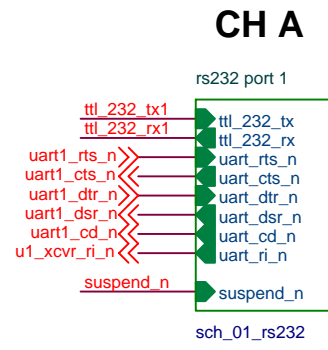 CH A
rs232 port 1
ttl_232_tx1 ttl_232_tx
ttl_232_rx1 ttl_232_rx
uart1_rts_n uart_rts_n
uart1_cts_n uart_cts_n
uart1_dtr_n uart_dtr_n
uart1_dsr_n uart_dsr_n
uart1_cd_n uart_cd_n
u1_xcvr_ri_n uart_ri_n
suspend_n suspend_n
sch_01_rs232